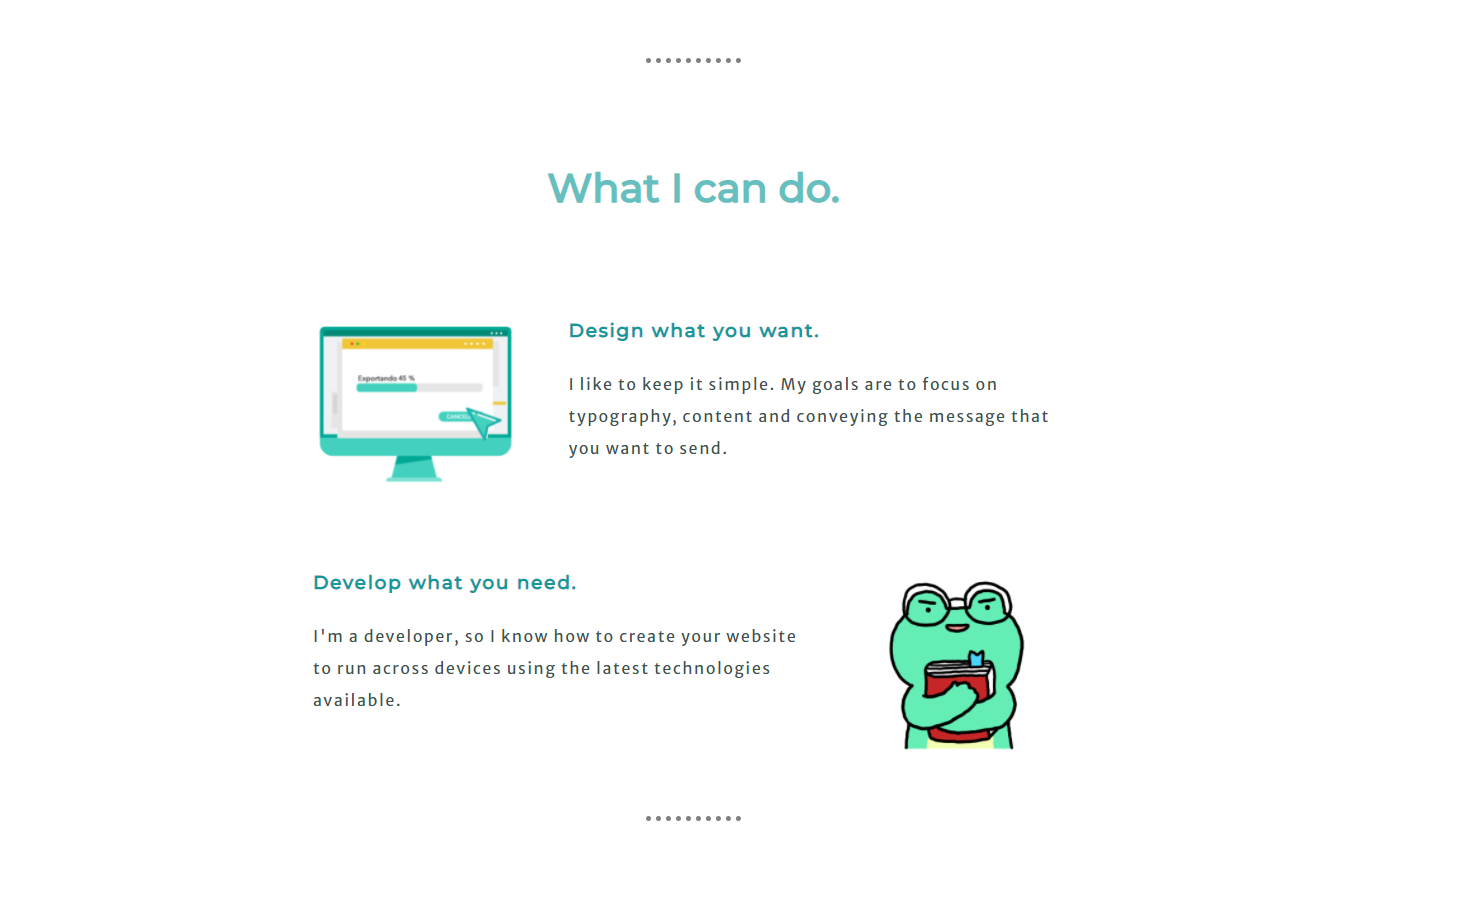 What I can do.
Design what you want.
Exportando 45 %
I like to keep it simple. My goals are to focus on
typography, content and conveying the message that
you want to send.
Develop what you need.
I'm a developer, so I know how to create your website
to run across devices using the latest technologies
available.